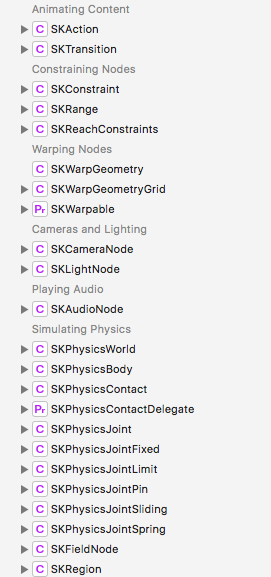 Animating Content
C SKAction
C SKTransition
Constraining Nodes
C SKConstraint
C SKRange
C SKReachConstraints
Warping Nodes
C SKWarpGeometry
C SKWarpGeometryGrid
Pr SKWarpable
Cameras and Lighting
C SKCameraNode
C SKLightNode
Playing Audio
C SKAudioNode
Simulating Physics
C SKPhysicsWorld
C SKPhysicsBody
C SKPhysicsContact
Pr SKPhysicsContactDelegate
C SKPhysicsJoint
C SKPhysicsJointFixed
C SKPhysicsJointLimit
C SKPhysicsJointPin
C SKPhysicsJointSliding
C SKPhysicsJointSpring
C SKFieldNode
C SKRegion